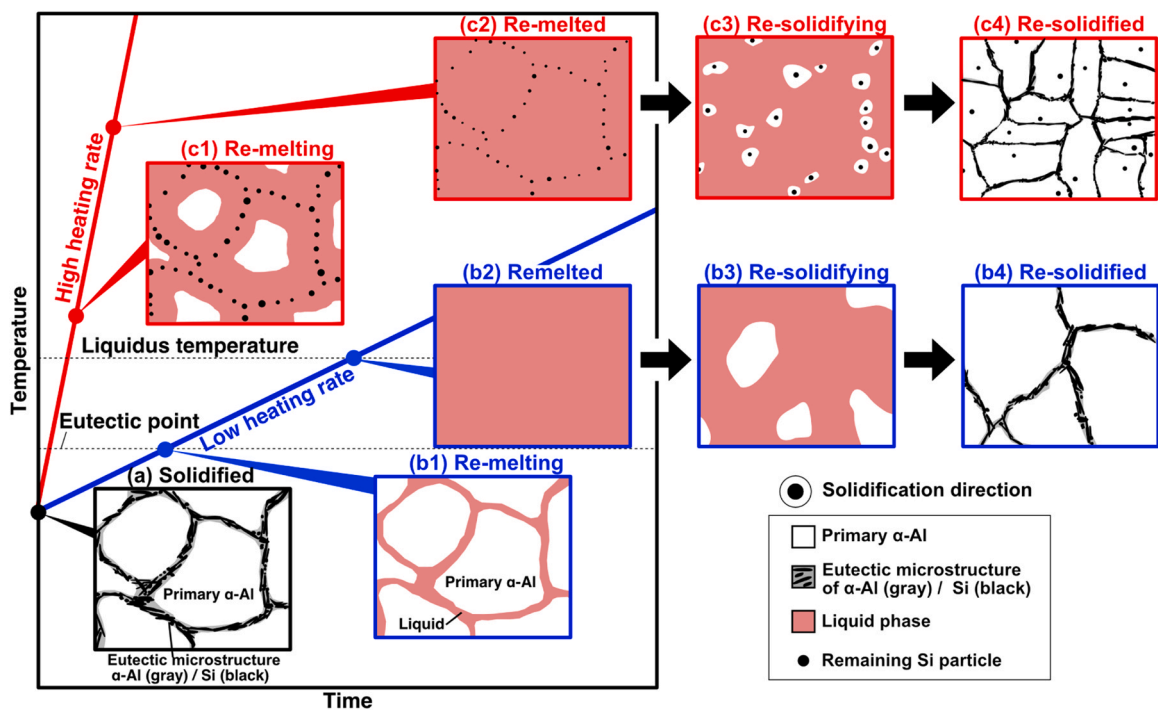 (c2) Re-melted
(c3) Re-solidifying
(c4) Re-solidified
High heating rate
(c1) Re-melting
(b2) Remelted
(b3) Re-solidifying
(b4) Re-solidified
Temperature
Liquidus temperature
Low heating rate
Eutectic point
(a) Solidified
(b1) Re-melting
Primary α-Al
Primary α-Al
Liquid
Eutectic microstructure
α-Al (gray) / Si (black)
Time
Solidification direction
Primary α-Al
Eutectic microstructure
of α-Al (gray) / Si (black)
Liquid phase
Remaining Si particle